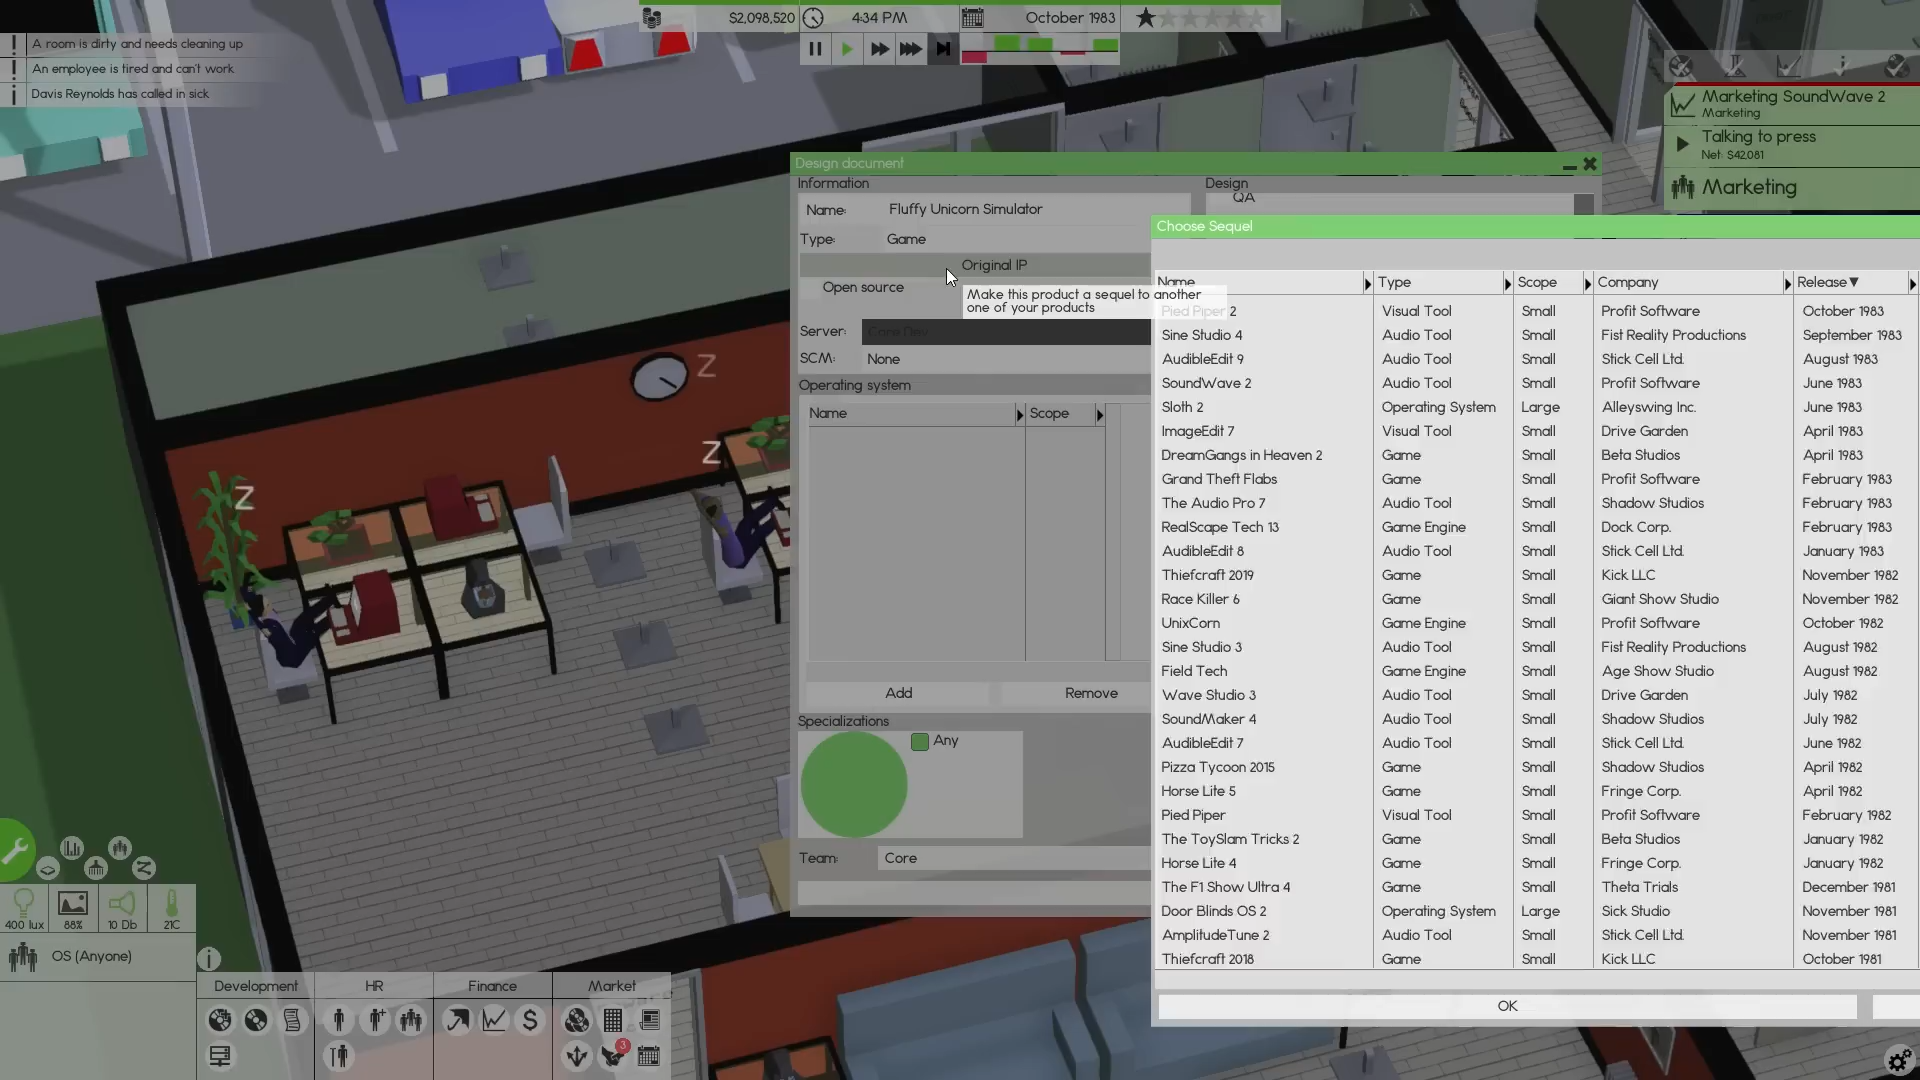 $2,098,520
4:34 PM
October 1983
A room is dirty and needs cleaning up
An employee is tired and can't work
Davis Reynolds has called in sick
Marketing SoundWave 2
Marketing
Talking to press
Net: $42,081
Marketing
Design document
Information
Name: Fluffy Unicorn Simulator
Type: Game
Original IP
Open source
Make this product a sequel to another
one of your products
Server: Core Dev
SCM: None
Operating system
Name Scope
Add Remove
Specializations
Any
Team: Core
Design
QA
Choose Sequel
Name Type Scope Company Release
Pied Piper 2 Visual Tool Small Profit Software October 1983
Sine Studio 4 Audio Tool Small Fist Reality Productions September 1983
AudibleEdit 9 Audio Tool Small Stick Cell Ltd. August 1983
SoundWave 2 Audio Tool Small Profit Software June 1983
Sloth 2 Operating System Large Alleyswing Inc. June 1983
ImageEdit 7 Visual Tool Small Drive Garden April 1983
DreamGangs in Heaven 2 Game Small Beta Studios April 1983
Grand Theft Flabs Game Small Profit Software February 1983
The Audio Pro 7 Audio Tool Small Shadow Studios February 1983
RealScape Tech 13 Game Engine Small Dock Corp. February 1983
AudibleEdit 8 Audio Tool Small Stick Cell Ltd. January 1983
Thiefcraft 2019 Game Small Kick LLC November 1982
Race Killer 6 Game Small Giant Show Studio November 1982
UnixCorn Game Engine Small Profit Software October 1982
Sine Studio 3 Audio Tool Small Fist Reality Productions August 1982
Field Tech Game Engine Small Age Show Studio August 1982
Wave Studio 3 Audio Tool Small Drive Garden July 1982
SoundMaker 4 Audio Tool Small Shadow Studios July 1982
AudibleEdit 7 Audio Tool Small Stick Cell Ltd. June 1982
Pizza Tycoon 2015 Game Small Shadow Studios April 1982
Horse Lite 5 Game Small Fringe Corp. April 1982
Pied Piper Visual Tool Small Profit Software February 1982
The ToySlam Tricks 2 Game Small Beta Studios January 1982
Horse Lite 4 Game Small Fringe Corp. January 1982
The F1 Show Ultra 4 Game Small Theta Trials December 1981
Door Blinds OS 2 Operating System Large Sick Studio November 1981
AmplitudeTune 2 Audio Tool Small Stick Cell Ltd. November 1981
Thiefcraft 2018 Game Small Kick LLC October 1981
OK
Z
Z
Z
400 lux 88% 10 Db 21C
OS (Anyone)
Development HR Finance Market
3